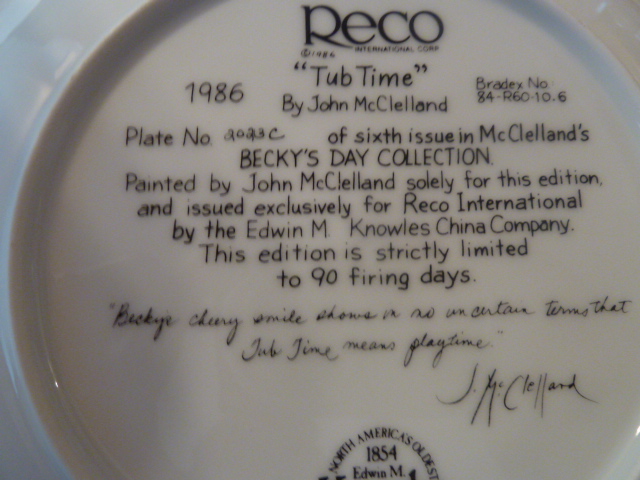 Reco
©1986 INTERNATIONAL CORP
"Tub Time"
1986 By John McClelland Bradex No. 84-R60-10.6
Plate No. 2023C of sixth issue in McClelland's
BECKY'S DAY COLLECTION.
Painted by John McClelland solely for this edition,
and issued exclusively for Reco International
by the Edwin M. Knowles China Company.
This edition is strictly limited
to 90 firing days.
"Becky's cheery smile shows in no uncertain terms that
Tub Time means playtime."
J. McClelland
NORTH AMERICA'S OLDEST
1854
Edwin M.